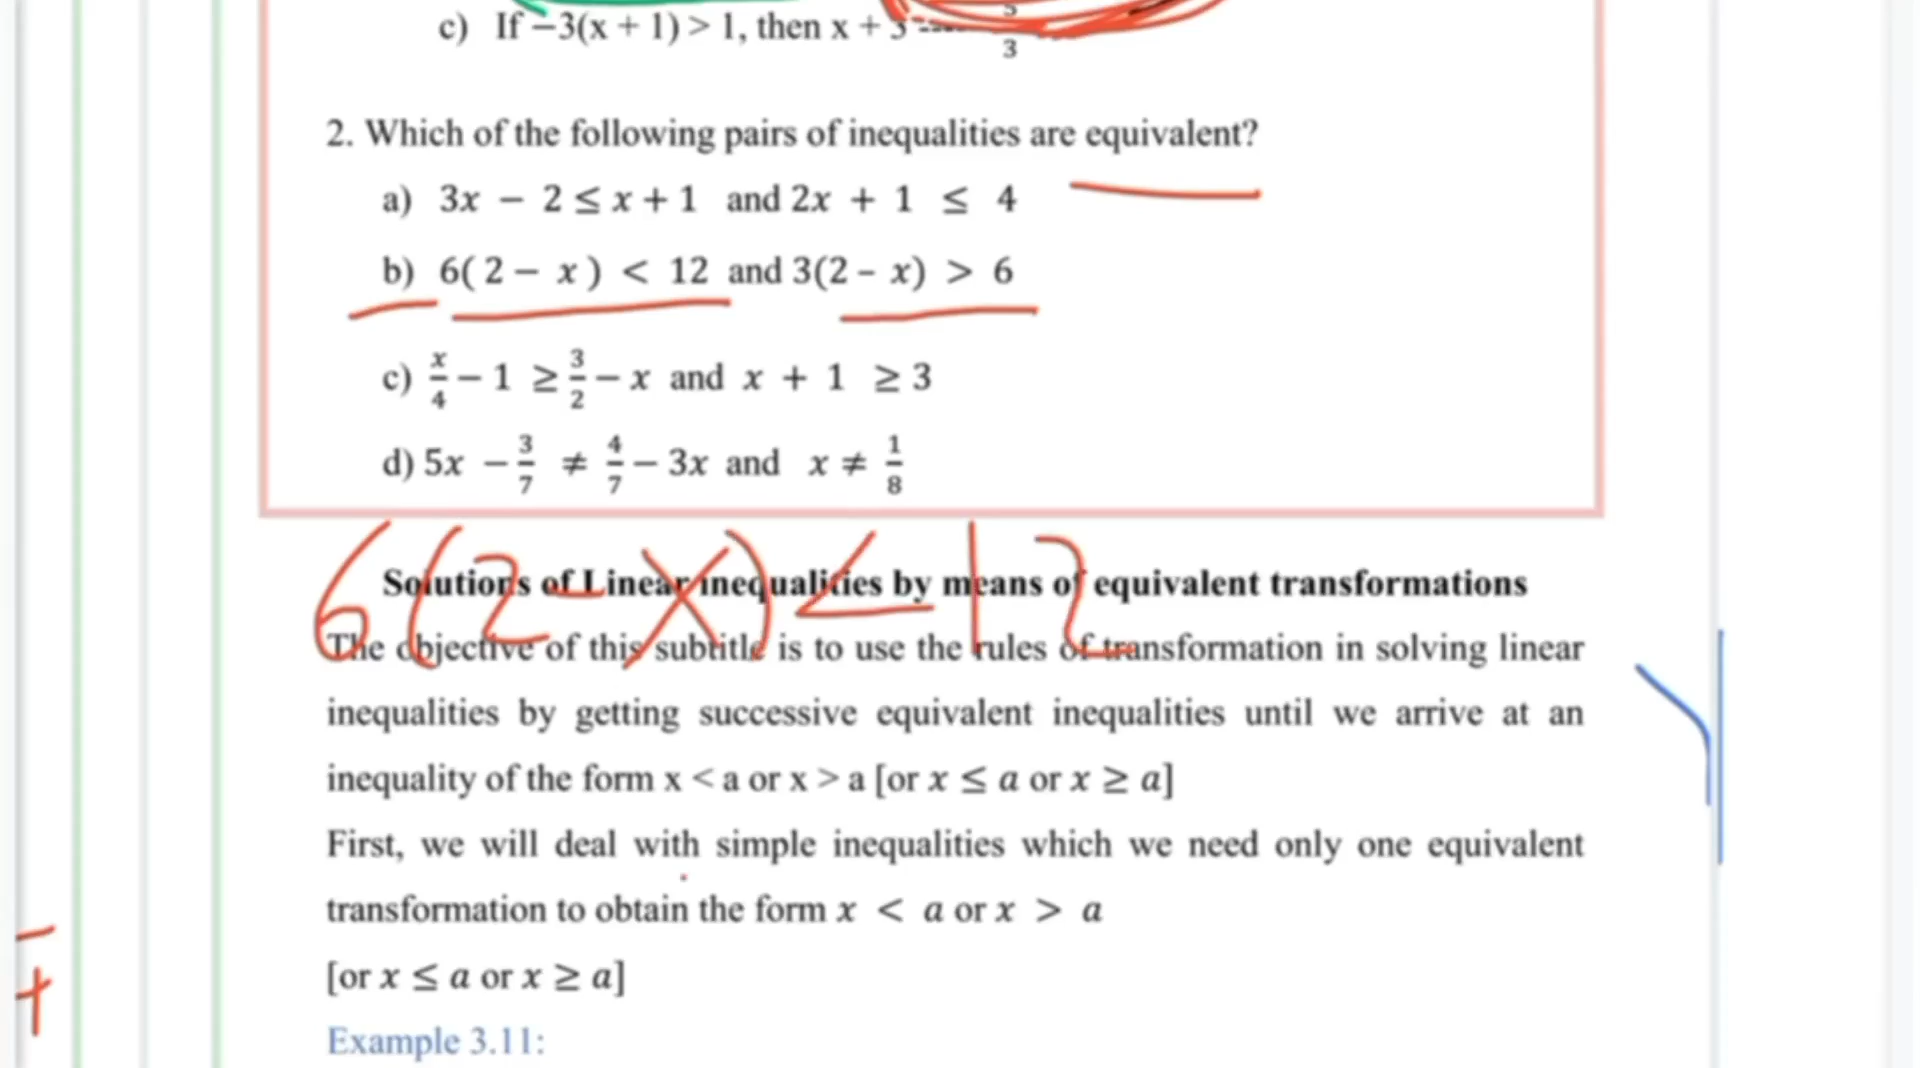 c) If −3(x + 1) > 1, then x + 3 ---- 5/3
2. Which of the following pairs of inequalities are equivalent?
a) 3x − 2 ≤ x + 1 and 2x + 1 ≤ 4
b) 6( 2 − x ) < 12 and 3(2 − x) > 6
c) x/4 − 1 ≥ 3/2 − x and x + 1 ≥ 3
d) 5x − 3/7 ≠ 4/7 − 3x and x ≠ 1/8
6(2-x)<12
Solutions of Linear inequalities by means of equivalent transformations
The objective of this subtitle is to use the rules of transformation in solving linear
inequalities by getting successive equivalent inequalities until we arrive at an
inequality of the form x < a or x > a [or x ≤ a or x ≥ a]
First, we will deal with simple inequalities which we need only one equivalent
transformation to obtain the form x < a or x > a
[or x ≤ a or x ≥ a]
Example 3.11: